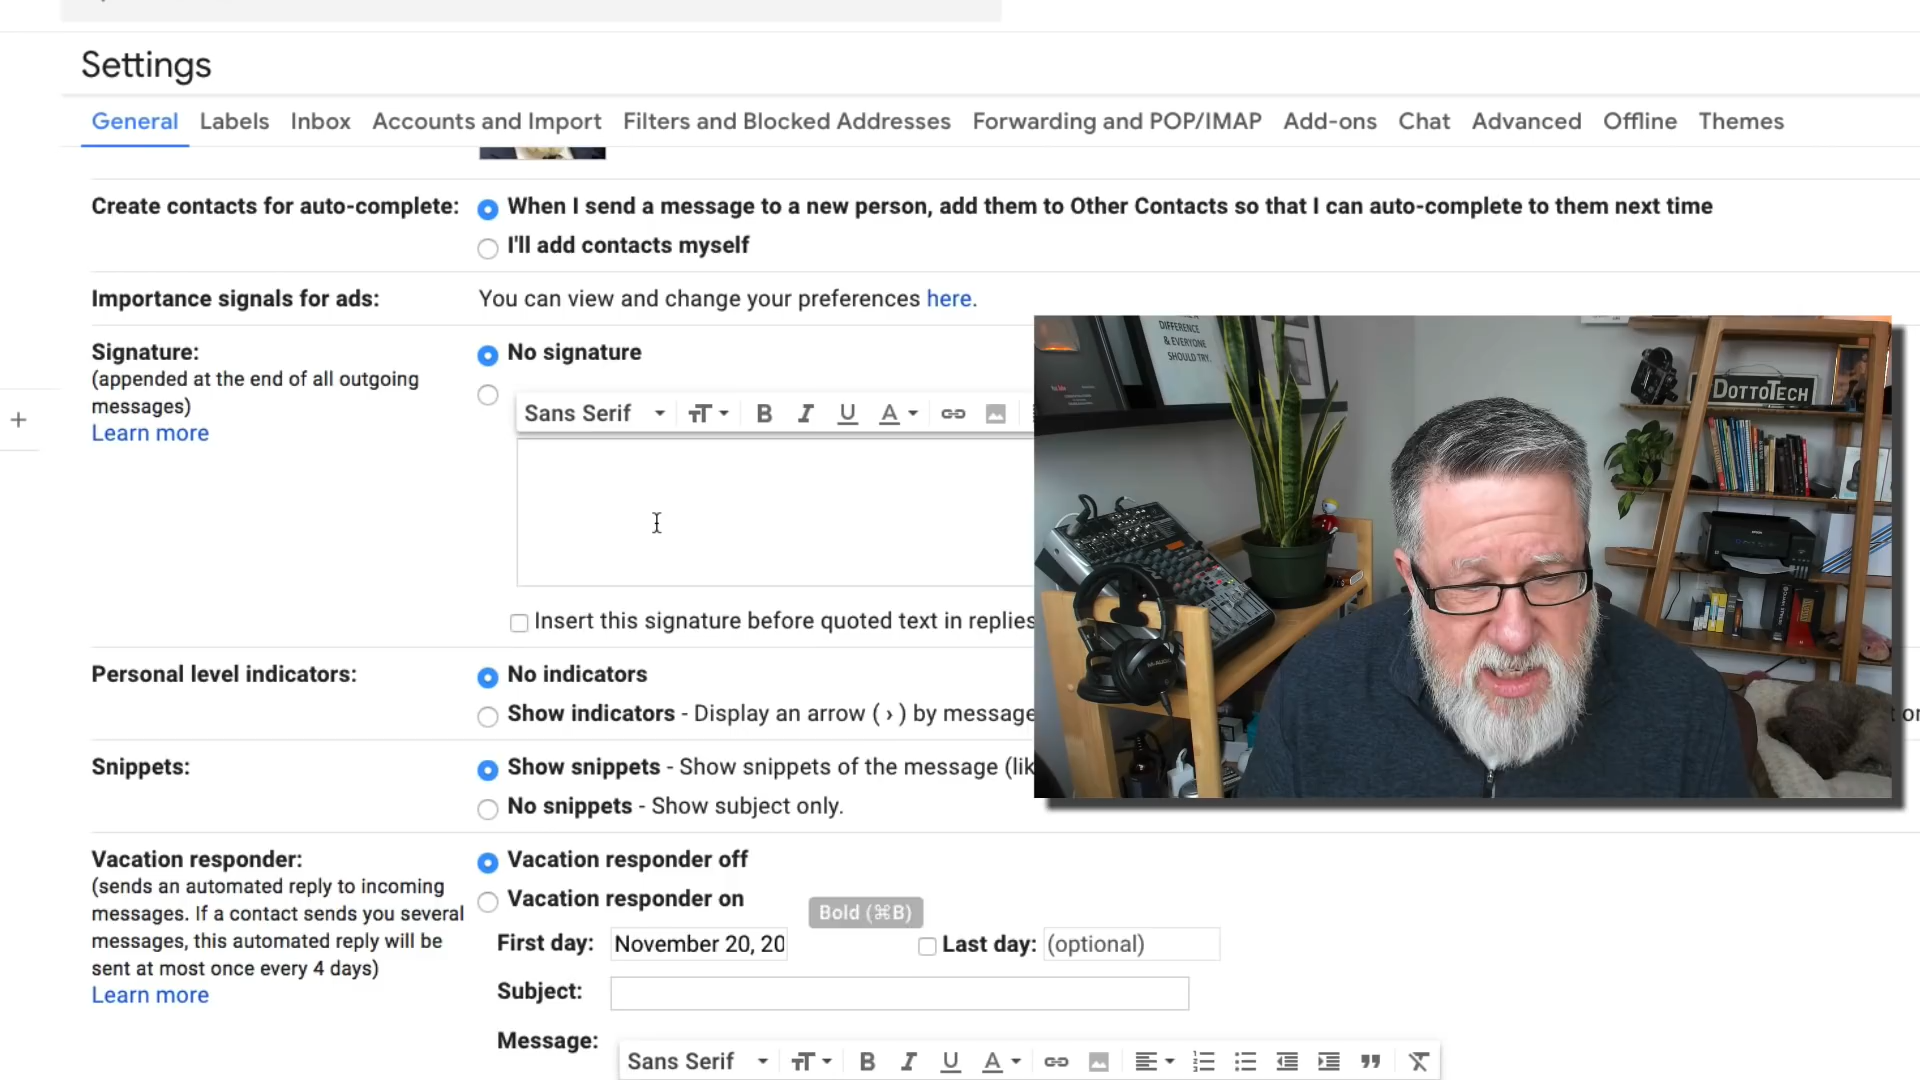 Settings
General Labels Inbox Accounts and Import Filters and Blocked Addresses Forwarding and POP/IMAP Add-ons Chat Advanced Offline Themes
Create contacts for auto-complete:
When I send a message to a new person, add them to Other Contacts so that I can auto-complete to them next time
I'll add contacts myself
Importance signals for ads:
You can view and change your preferences here.
Signature:
(appended at the end of all outgoing
messages)
Learn more
No signature
Sans Serif
Insert this signature before quoted text in replies
DIFFERENCE
& EVERYONE
SHOULD TRY.
DOTTOTECH
Personal level indicators:
No indicators
Show indicators - Display an arrow ( › ) by message
Snippets:
Show snippets - Show snippets of the message (lik
No snippets - Show subject only.
Vacation responder:
(sends an automated reply to incoming
messages. If a contact sends you several
messages, this automated reply will be
sent at most once every 4 days)
Learn more
Vacation responder off
Vacation responder on
Bold (⌘B)
First day: November 20, 20 Last day: (optional)
Subject:
Message:
Sans Serif